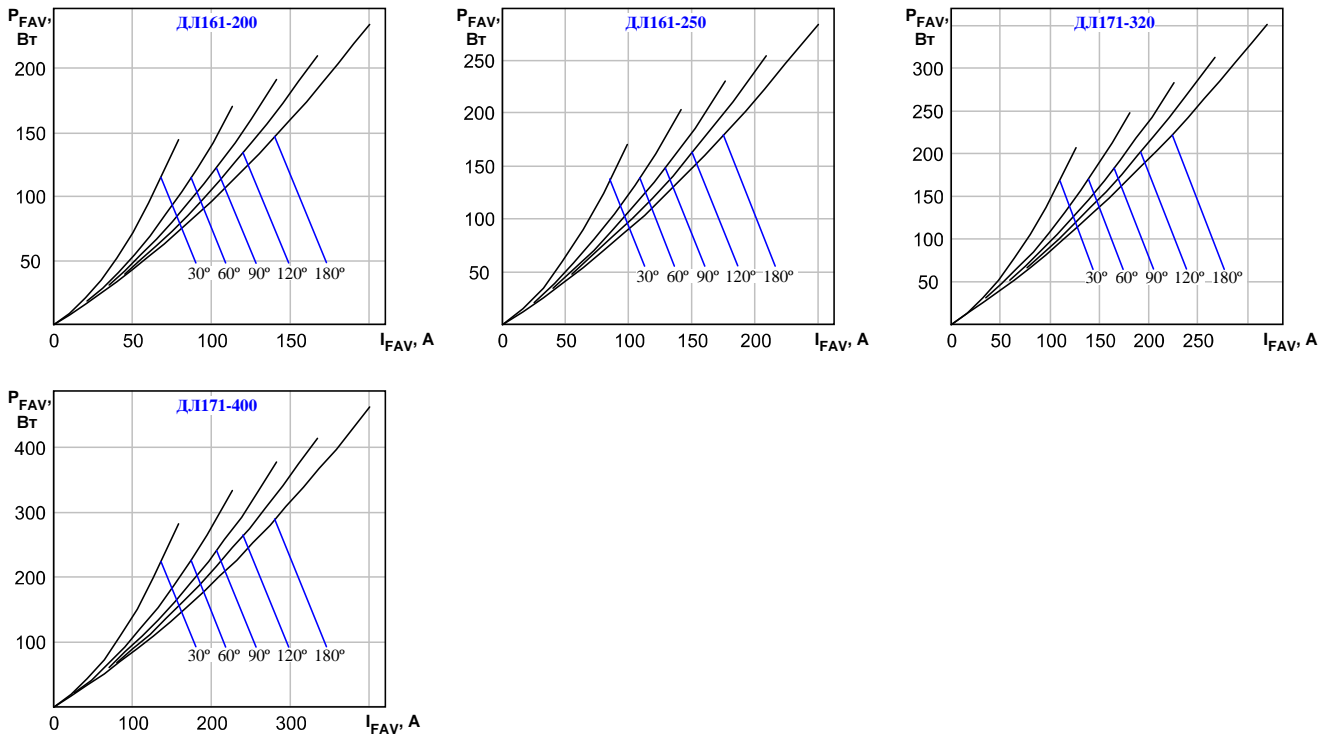 P_FAV,
Вт
ДЛ161-200
200
150
100
50
30º 60º 90º 120º 180º
0 50 100 150 I_FAV, А
P_FAV,
Вт
ДЛ161-250
250
200
150
100
50
30º 60º 90º 120º 180º
0 50 100 150 200 I_FAV, А
P_FAV,
Вт
ДЛ171-320
300
250
200
150
100
50
30º 60º 90º 120º 180º
0 50 100 150 200 250 I_FAV, А
P_FAV,
Вт
ДЛ171-400
400
300
200
100
30º 60º 90º 120º 180º
0 100 200 300 I_FAV, А